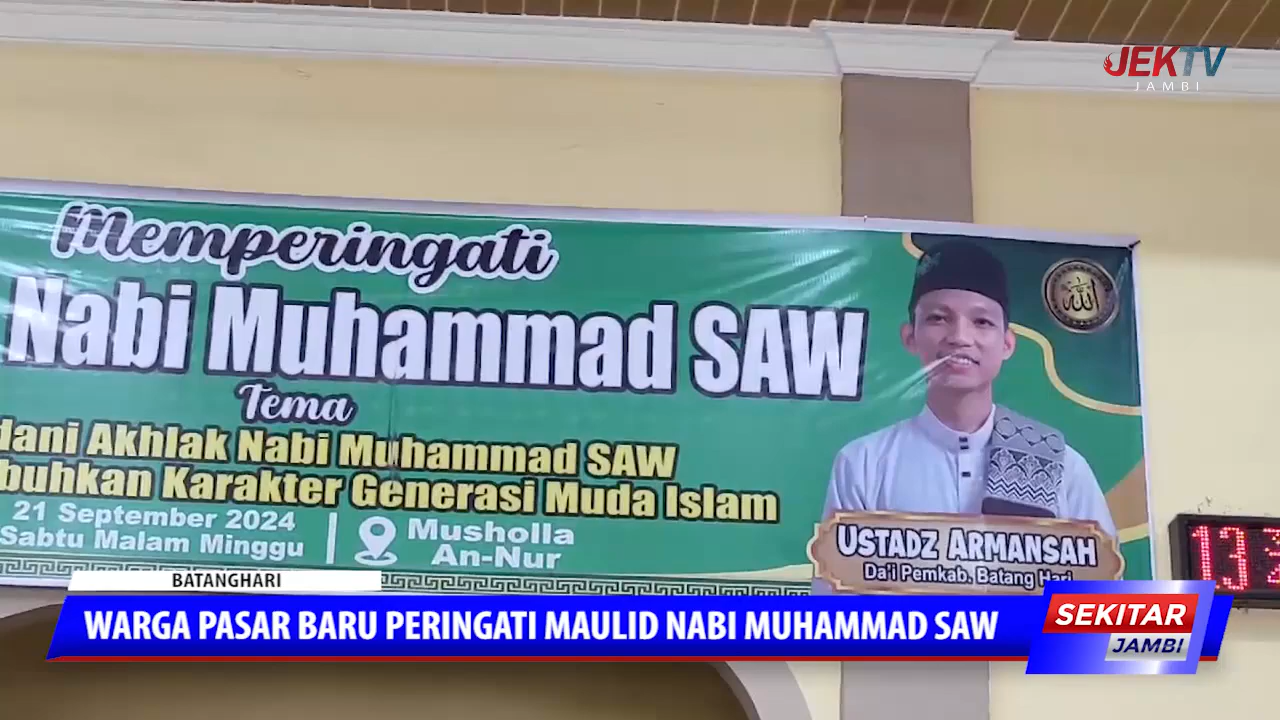 JEKTV
JAMBI
Memperingati
Nabi Muhammad SAW
Tema
Akhlak Nabi Muhammad SAW
Karakter Generasi Muda Islam
21 September 2024
Sabtu Malam Minggu
Musholla
An-Nur
USTADZ ARMANSAH
Da'i Pemkab. Batang Hari
BATANGHARI
WARGA PASAR BARU PERINGATI MAULID NABI MUHAMMAD SAW
SEKITAR
JAMBI